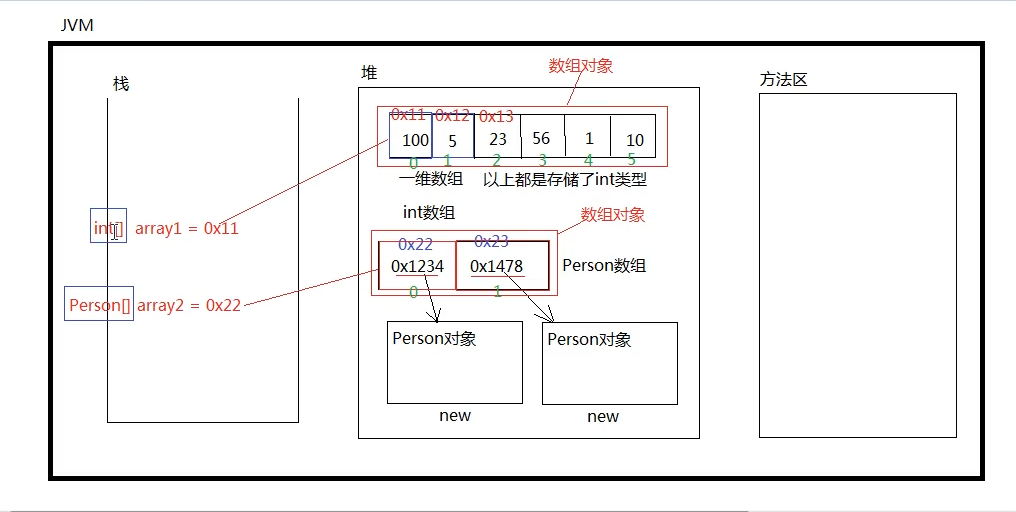 JVM
栈
堆
数组对象
方法区
0x11 0x12 0x13
100 5 23 56 1 10
0 1 2 3 4 5
一维数组 以上都是存储了int类型
int数组
数组对象
int[] array1 = 0x11
0x22 0x23
0x1234 0x1478
Person数组
0 1
Person[] array2 = 0x22
Person对象 Person对象
new new